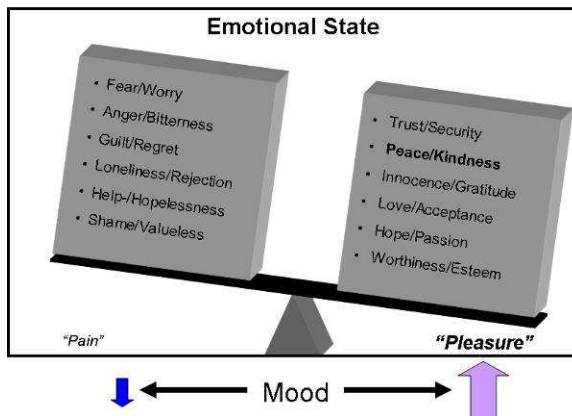 Emotional State
• Fear/Worry
• Anger/Bitterness
• Guilt/Regret
• Loneliness/Rejection
• Help-/Hopelessness
• Shame/Valueless
• Trust/Security
• Peace/Kindness
• Innocence/Gratitude
• Love/Acceptance
• Hope/Passion
• Worthiness/Esteem
"Pain"
"Pleasure"
Mood